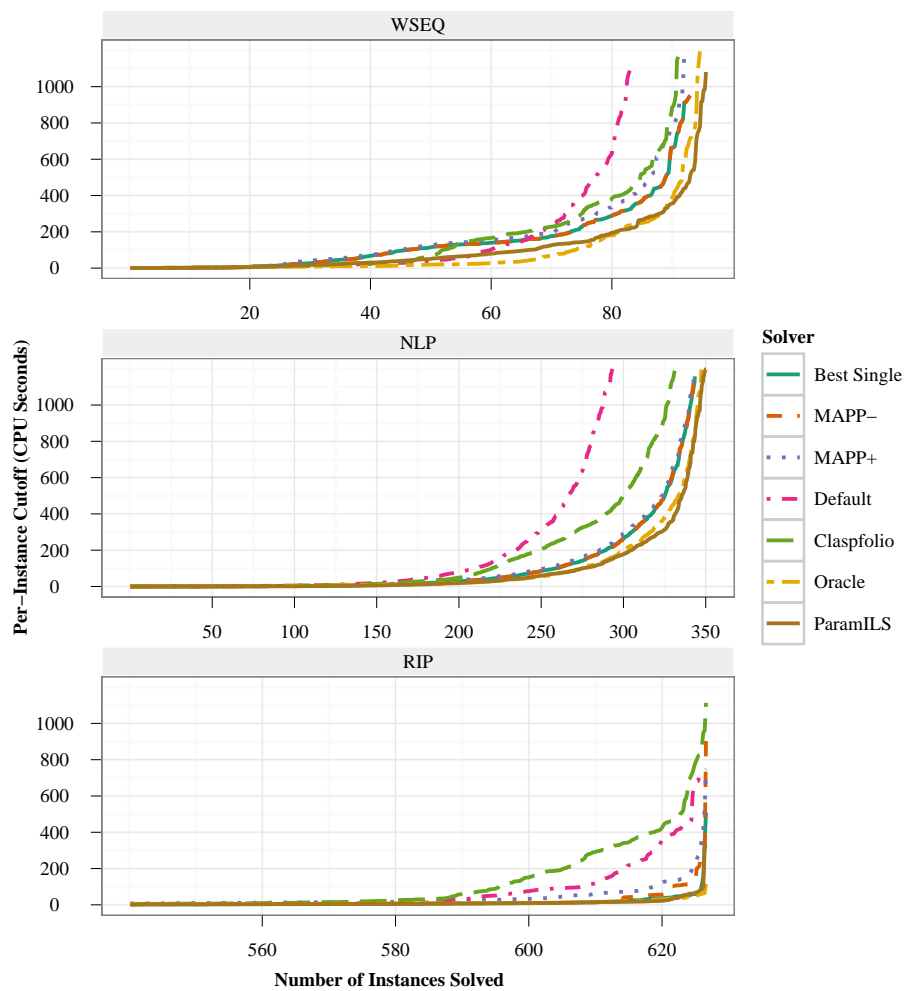 WSEQ
1000
800
600
400
200
0
20 40 60 80
NLP
1000
800
600
400
200
0
50 100 150 200 250 300 350
RIP
1000
800
600
400
200
0
560 580 600 620
Number of Instances Solved
Per−Instance Cutoff (CPU Seconds)
Solver
Best Single
MAPP−
MAPP+
Default
Claspfolio
Oracle
ParamILS